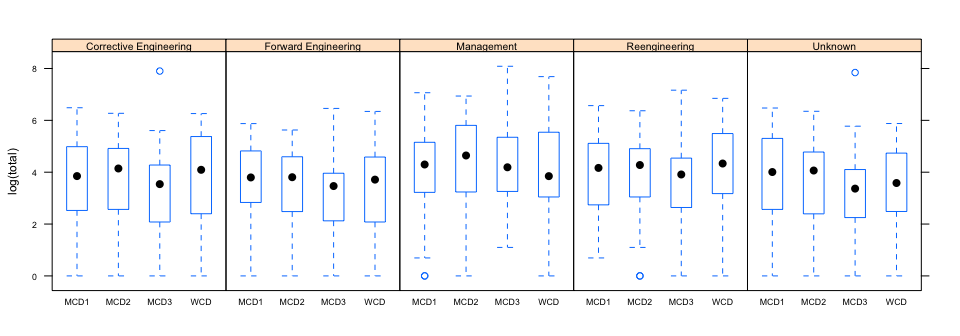 Corrective Engineering Forward Engineering Management Reengineering Unknown
8
6
4
2
0
log(total)
MCD1 MCD2 MCD3 WCD MCD1 MCD2 MCD3 WCD MCD1 MCD2 MCD3 WCD MCD1 MCD2 MCD3 WCD MCD1 MCD2 MCD3 WCD